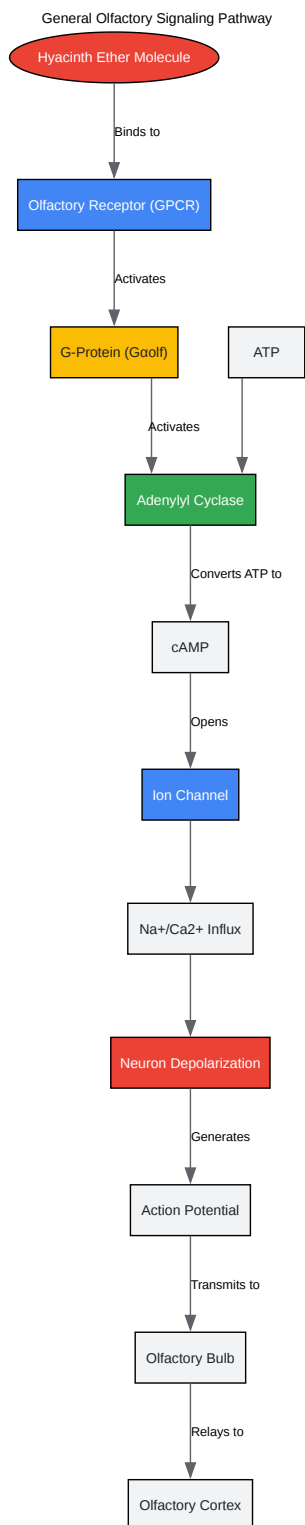 General Olfactory Signaling Pathway
Hyacinth Ether Molecule
Binds to
Olfactory Receptor (GPCR)
Activates
G-Protein (Gαolf)
ATP
Activates
Adenylyl Cyclase
Converts ATP to
cAMP
Opens
Ion Channel
Na+/Ca2+ Influx
Neuron Depolarization
Generates
Action Potential
Transmits to
Olfactory Bulb
Relays to
Olfactory Cortex